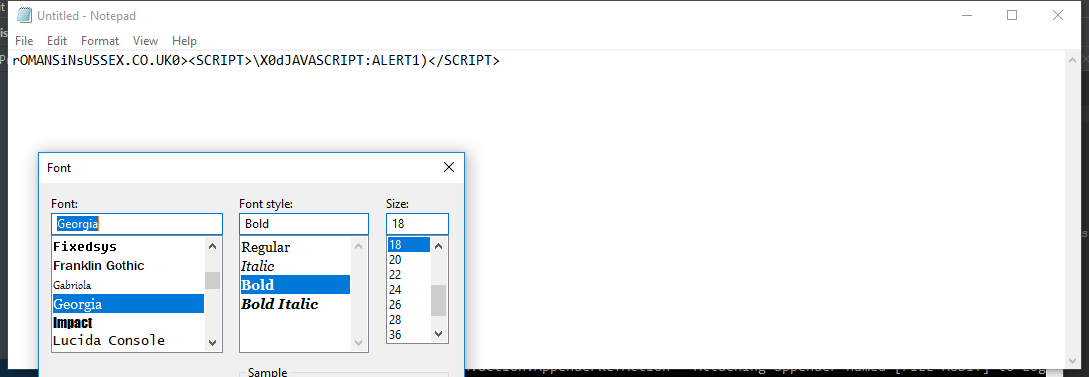 Untitled - Notepad
File Edit Format View Help
rOMANSiNsUSSEX.CO.UK0><SCRIPT>\X0dJAVASCRIPT:ALERT1)</SCRIPT>
Font
Font: Font style: Size:
Georgia Bold 18
Fixedsys Regular 18
Franklin Gothic Italic 20
Gabriola Bold 22
Georgia Bold Italic 24
Impact 26
Lucida Console 28
36
Sample